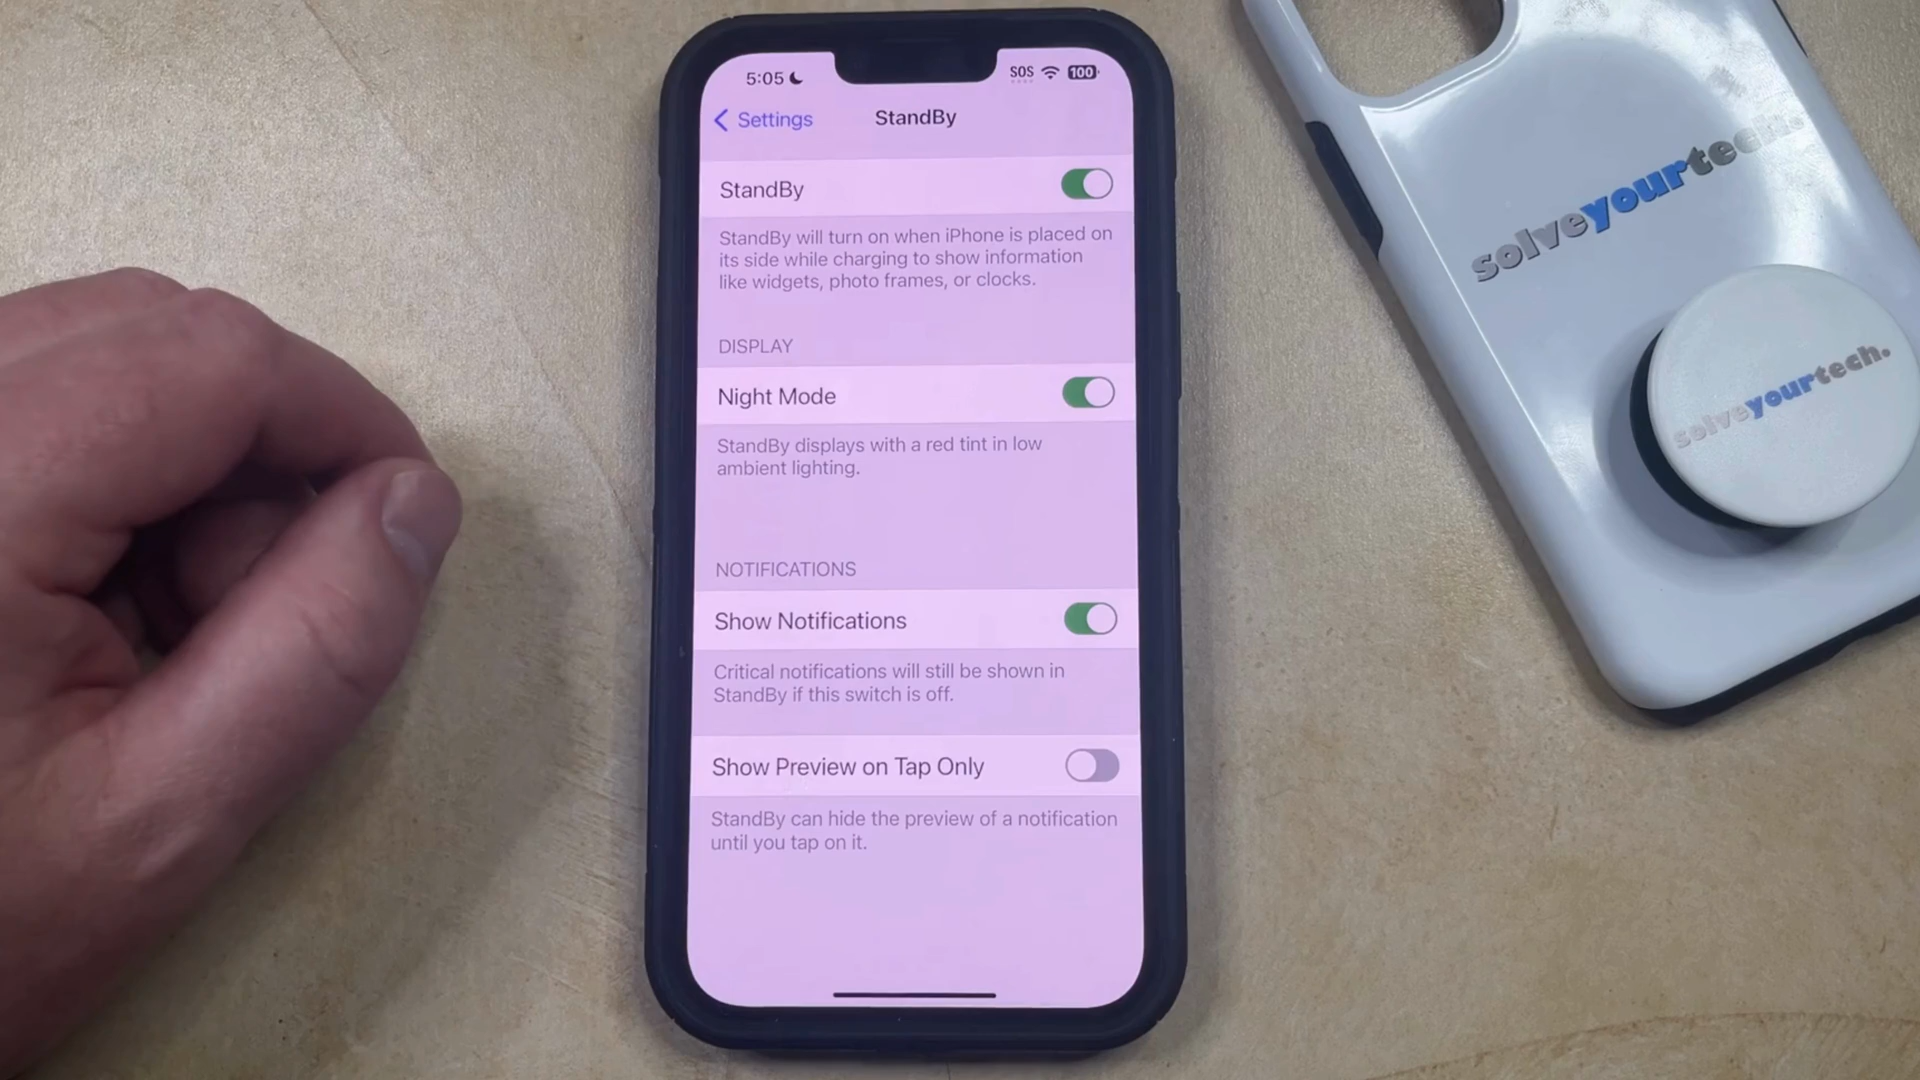 5:05
SOS
100
Settings
StandBy
StandBy
StandBy will turn on when iPhone is placed on
its side while charging to show information
like widgets, photo frames, or clocks.
DISPLAY
Night Mode
StandBy displays with a red tint in low
ambient lighting.
NOTIFICATIONS
Show Notifications
Critical notifications will still be shown in
StandBy if this switch is off.
Show Preview on Tap Only
StandBy can hide the preview of a notification
until you tap on it.
solveyourtech.
solveyourtech.